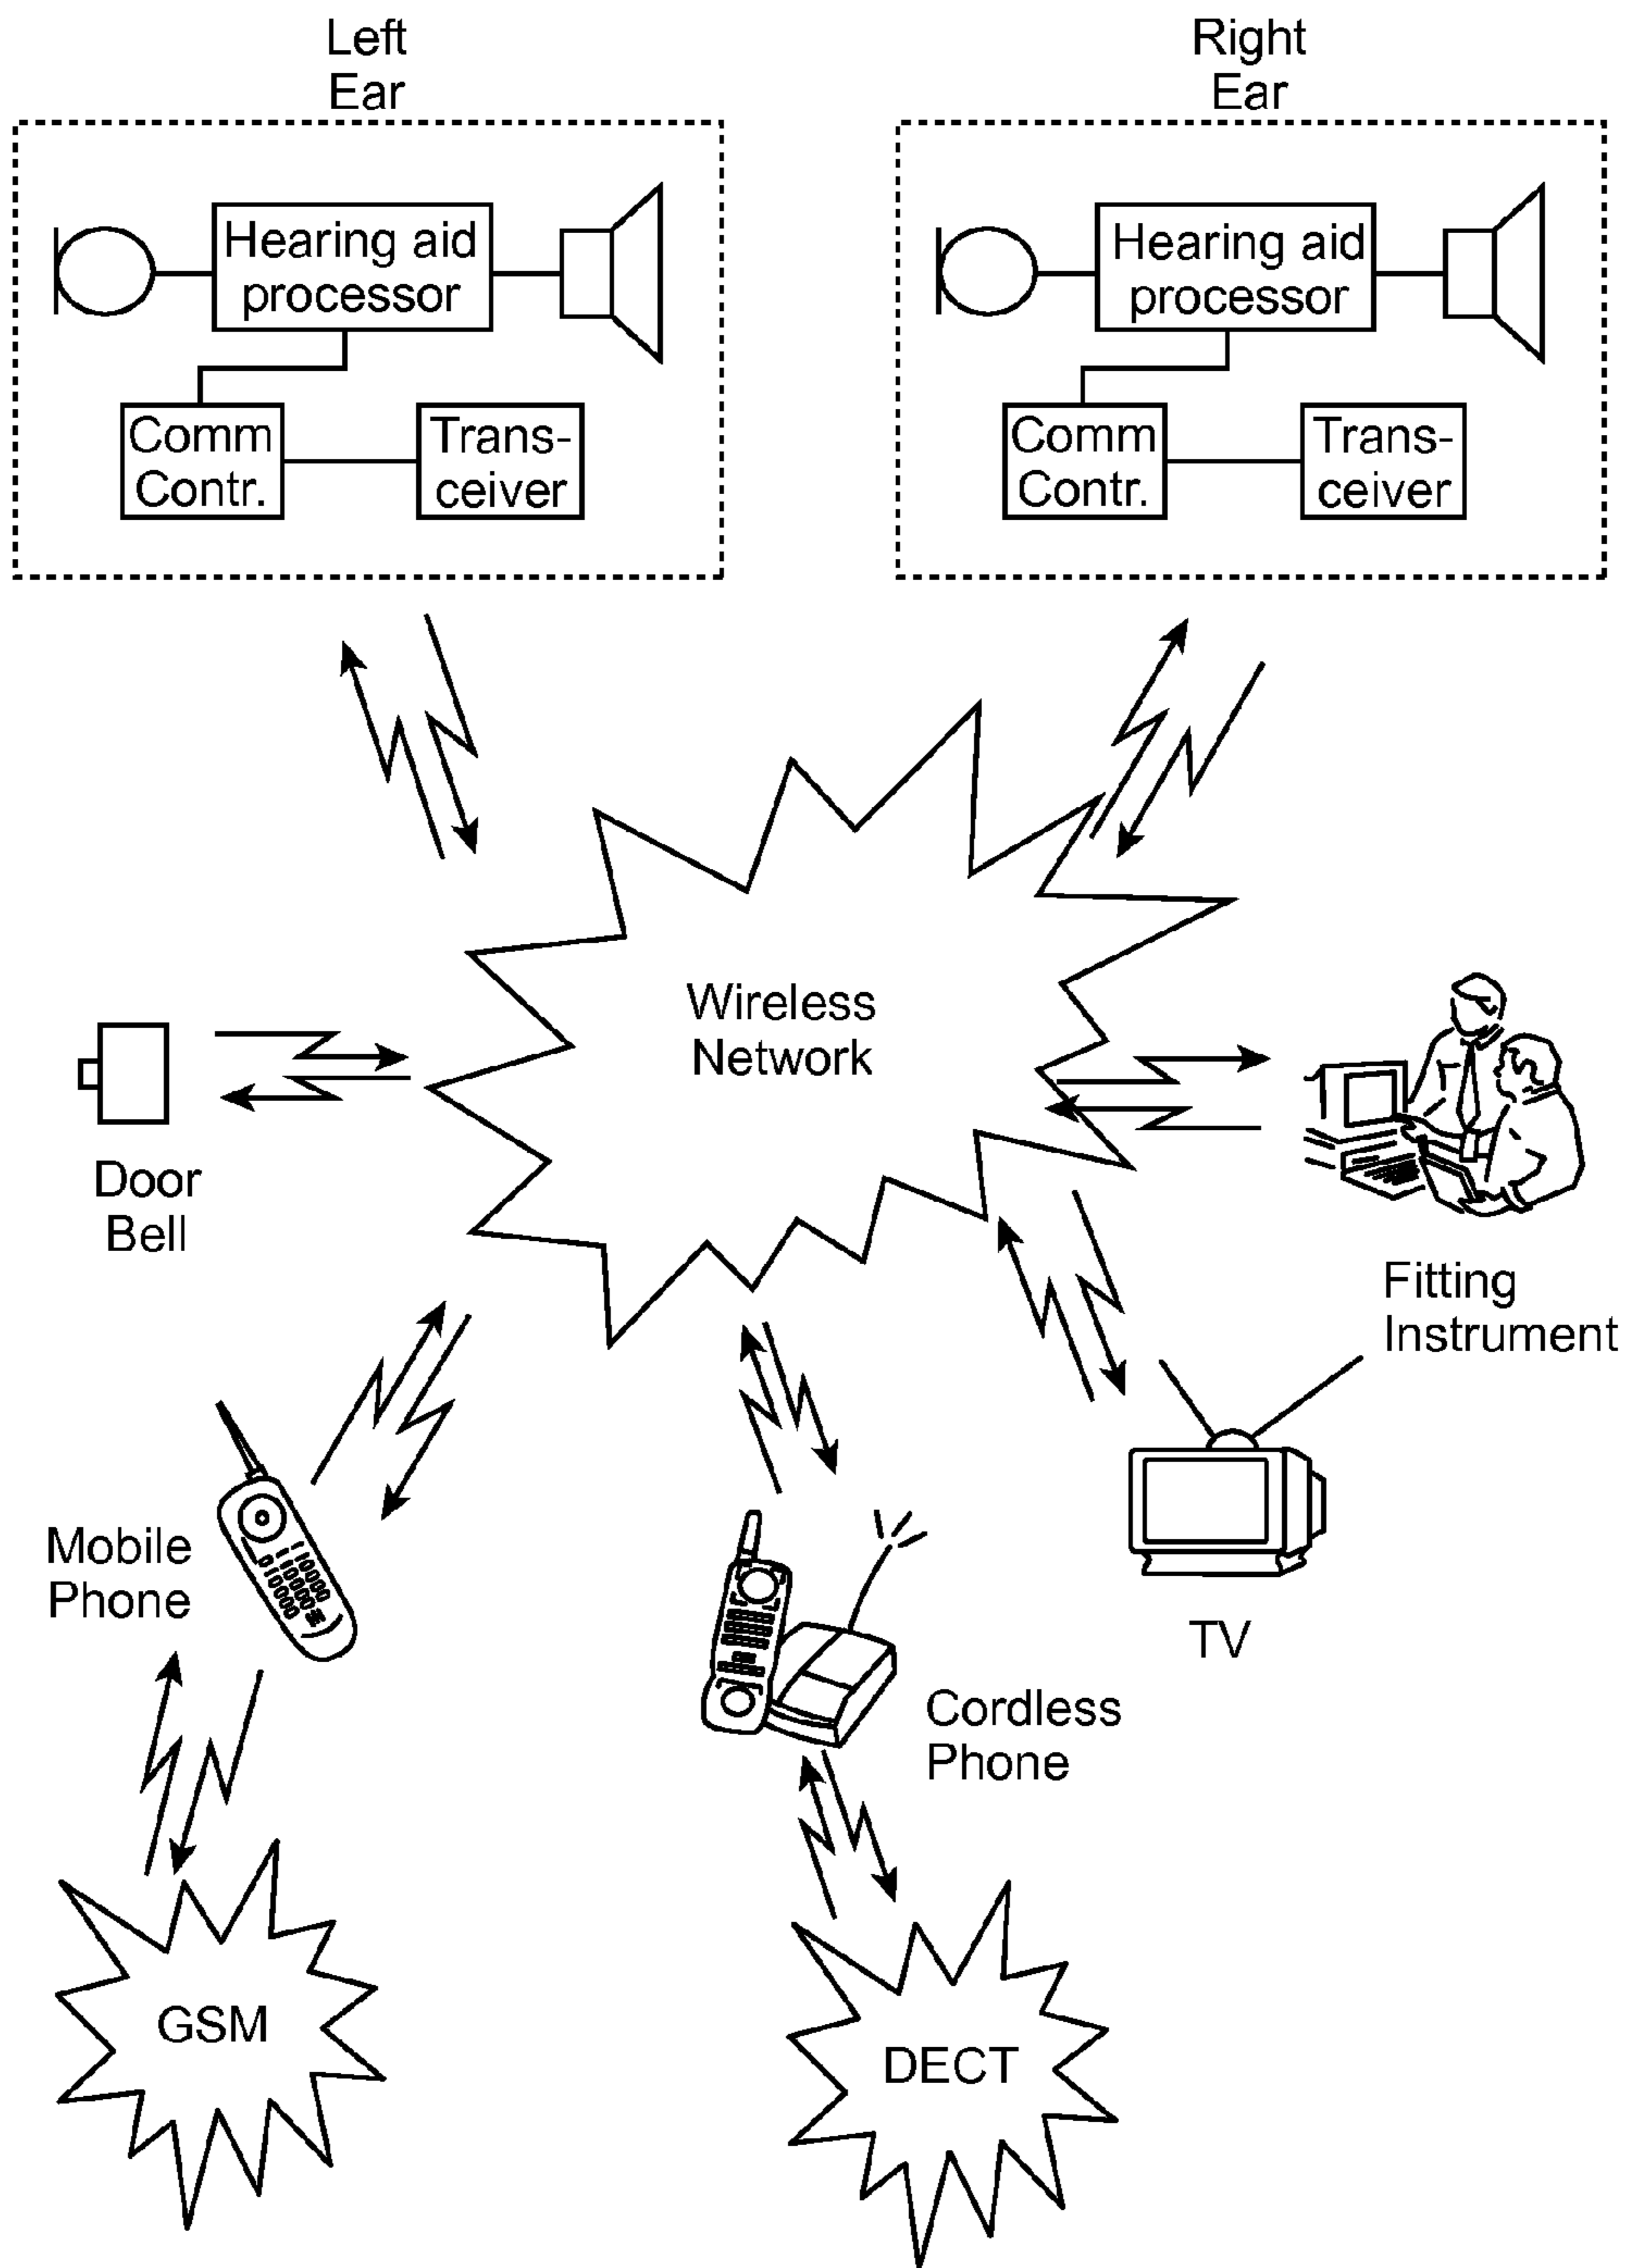 Left
Ear
Right
Ear
Hearing aid
processor
Comm
Contr.
Trans-
ceiver
Hearing aid
processor
Comm
Contr.
Trans-
ceiver
Wireless
Network
Door
Bell
Fitting
Instrument
Mobile
Phone
TV
Cordless
Phone
GSM
DECT